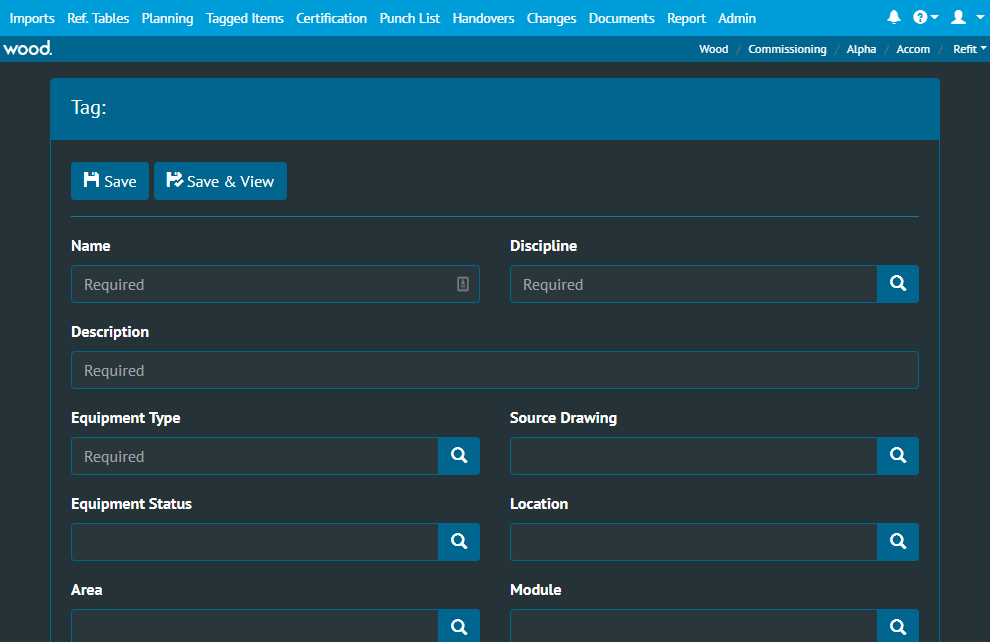 Imports Ref. Tables Planning Tagged Items Certification Punch List Handovers Changes Documents Report Admin
wood. Wood / Commissioning / Alpha / Accom / Refit
Tag:
Save Save & View
Name Discipline
Required Required
Description
Required
Equipment Type Source Drawing
Required
Equipment Status Location
Area Module